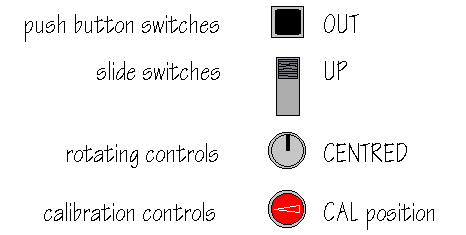 push button switches OUT
slide switches UP
rotating controls CENTRED
calibration controls CAL position